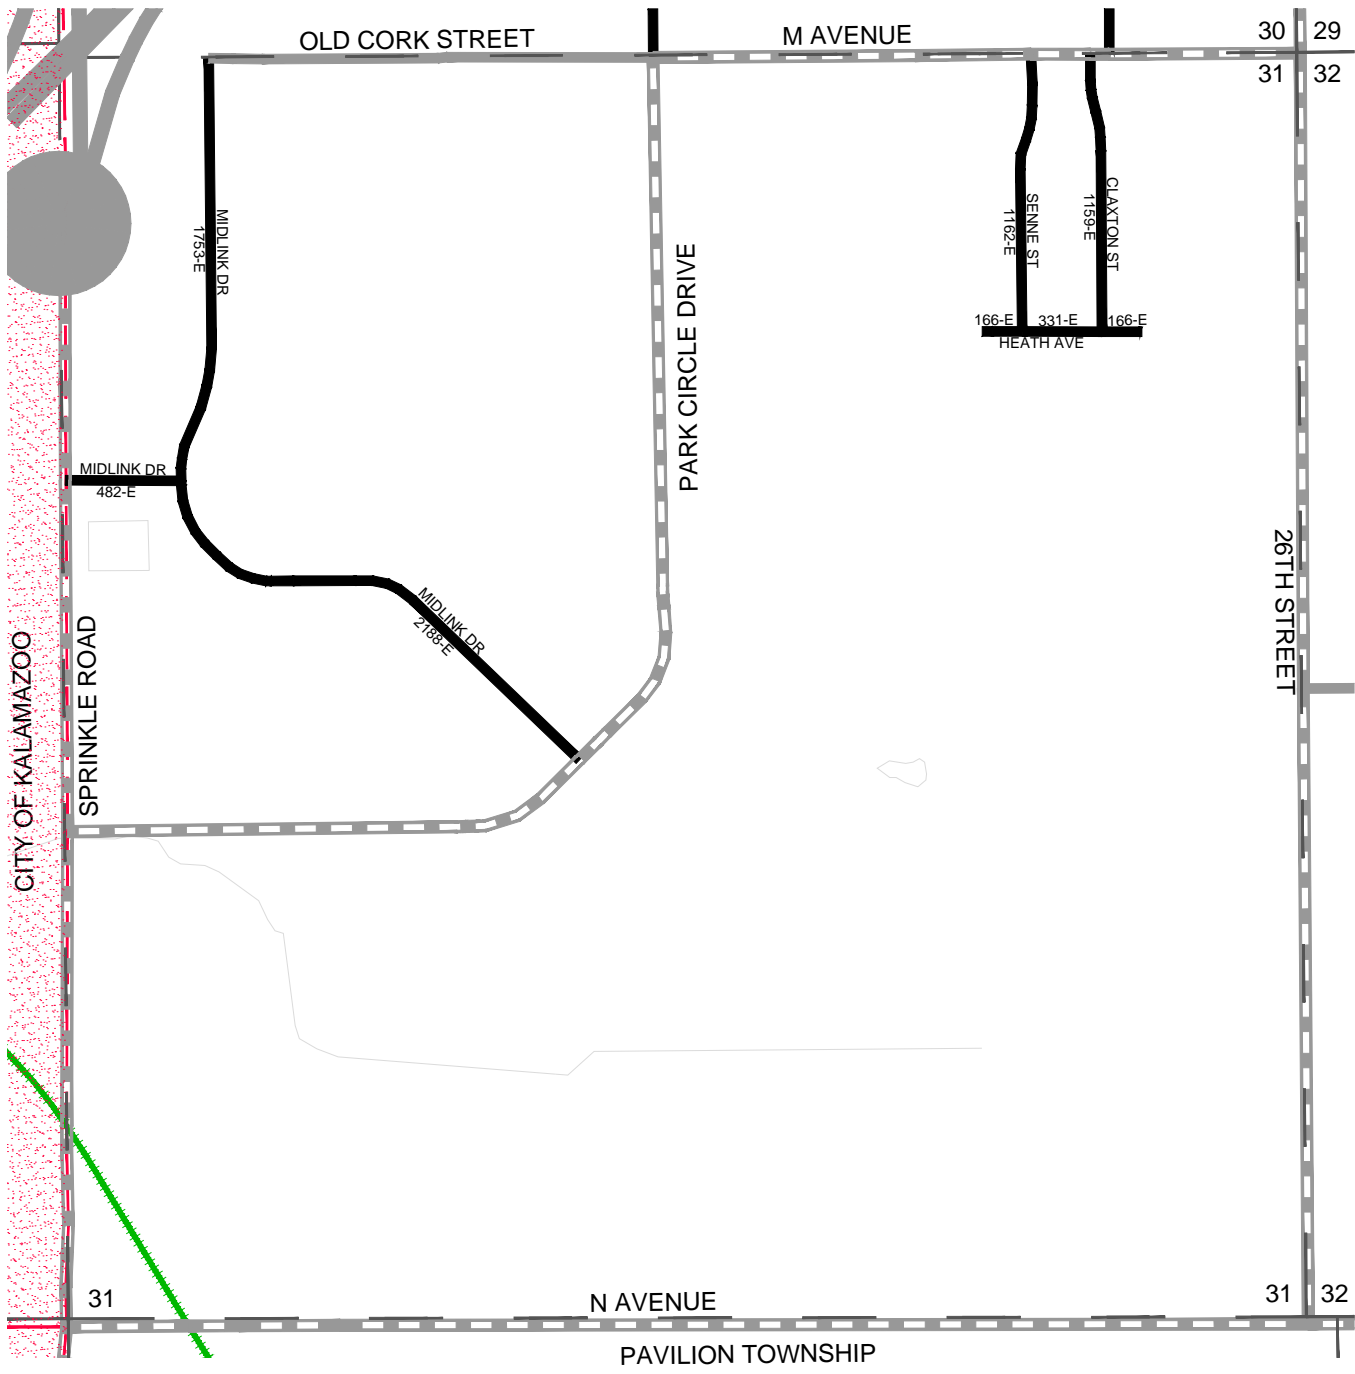 OLD CORK STREET
M AVENUE
30
29
31
32
MIDLINK DR
1753-E
PARK CIRCLE DRIVE
SENNE ST
1162-E
CLAXTON ST
1159-E
166-E
331-E
166-E
HEATH AVE
MIDLINK DR
482-E
26TH STREET
MIDLINK DR
2188-E
CITY OF KALAMAZOO
SPRINKLE ROAD
31
N AVENUE
31
32
PAVILION TOWNSHIP